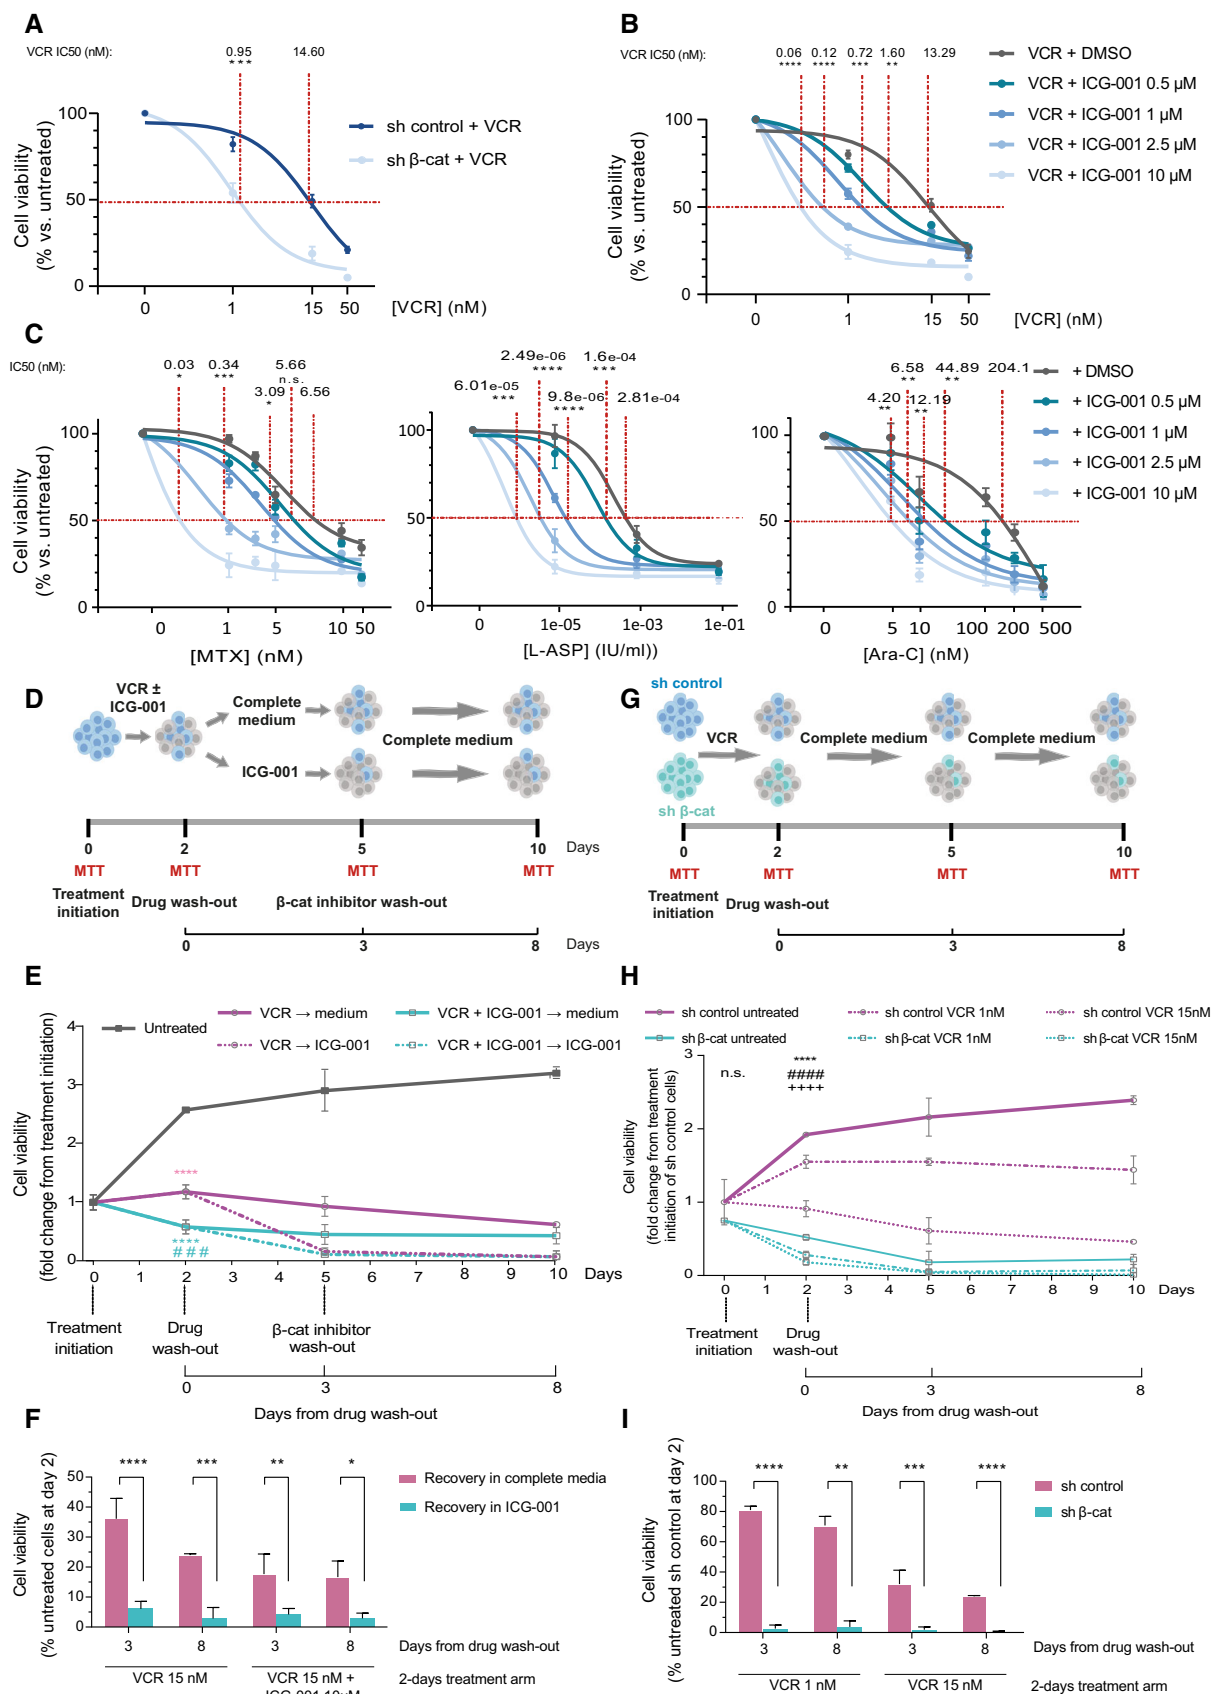 A
VCR IC50 (nM):
0.95
***
14.60
Cell viability
(% vs. untreated)
100
50
0
0
1
15
50
[VCR] (nM)
sh control + VCR
sh β-cat + VCR
B
VCR IC50 (nM):
0.06 0.12 0.72 1.60 13.29
**** **** *** **
Cell viability
(% vs. untreated)
100
50
0
0
1
15
50
[VCR] (nM)
VCR + DMSO
VCR + ICG-001 0.5 µM
VCR + ICG-001 1 µM
VCR + ICG-001 2.5 µM
VCR + ICG-001 10 µM
C
IC50 (nM):
0.03
*
0.34
***
3.09
*
5.66
n.s.
6.56
Cell viability
(% vs. untreated)
100
50
0
0 1 5 10 50
[MTX] (nM)
6.01e-05
***
2.49e-06
****
9.8e-06
****
1.6e-04
***
2.81e-04
100
50
0
0 1e-05 1e-03 1e-01
[L-ASP] (IU/ml))
4.20
**
6.58
**
12.19
**
44.89
**
204.1
100
50
0
0 5 10 100 200 500
[Ara-C] (nM)
+ DMSO
+ ICG-001 0.5 µM
+ ICG-001 1 µM
+ ICG-001 2.5 µM
+ ICG-001 10 µM
D
VCR ±
ICG-001
Complete
medium
ICG-001
Complete medium
0 2 5 10 Days
MTT MTT MTT MTT
Treatment
initiation
Drug wash-out
β-cat inhibitor wash-out
0 3 8 Days
G
sh control
sh β-cat
VCR
Complete medium
Complete medium
0 2 5 10
MTT MTT MTT MTT
Treatment
initiation
Drug wash-out
0 3 8
E
Untreated
VCR → medium
VCR → ICG-001
VCR + ICG-001 → medium
VCR + ICG-001 → ICG-001
Cell viability
(fold change from treatment initiation)
4
3
2
1
0
****
****
###
0 1 2 3 4 5 6 7 8 9 10 Days
Treatment
initiation
Drug
wash-out
β-cat inhibitor
wash-out
0 3 8
Days from drug wash-out
H
sh control untreated
sh β-cat untreated
sh control VCR 1nM
sh β-cat VCR 1nM
sh control VCR 15nM
sh β-cat VCR 15nM
Cell viability
(fold change from treatment
initiation of sh control cells)
3
2
1
0
n.s.
****
####
++++
0 1 2 3 4 5 6 7 8 9 10 Days
Treatment
initiation
Drug
wash-out
0 3 8
Days from drug wash-out
F
Cell viability
(% untreated cells at day 2)
50
40
30
20
10
0
**** *** ** *
Recovery in complete media
Recovery in ICG-001
3 8 3 8 Days from drug wash-out
VCR 15 nM
VCR 15 nM +
ICG-001 10µM
2-days treatment arm
I
Cell viability
(% untreated sh control at day 2)
100
80
60
40
20
0
**** ** *** ****
sh control
sh β-cat
3 8 3 8 Days from drug wash-out
VCR 1 nM
VCR 15 nM
2-days treatment arm